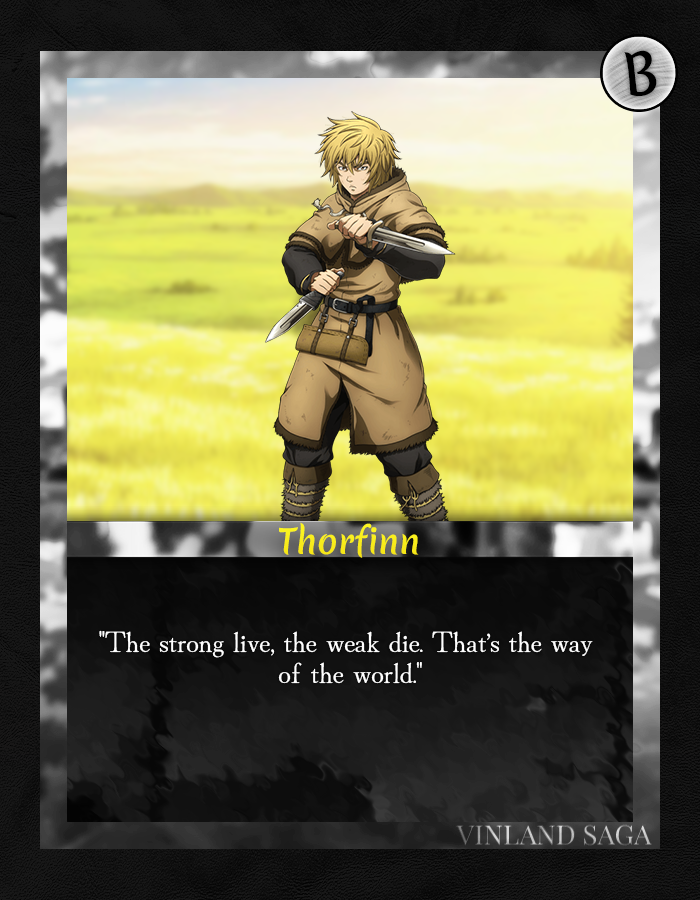 B
Thorfinn
"The strong live, the weak die. That's the way
of the world."
VINLAND SAGA